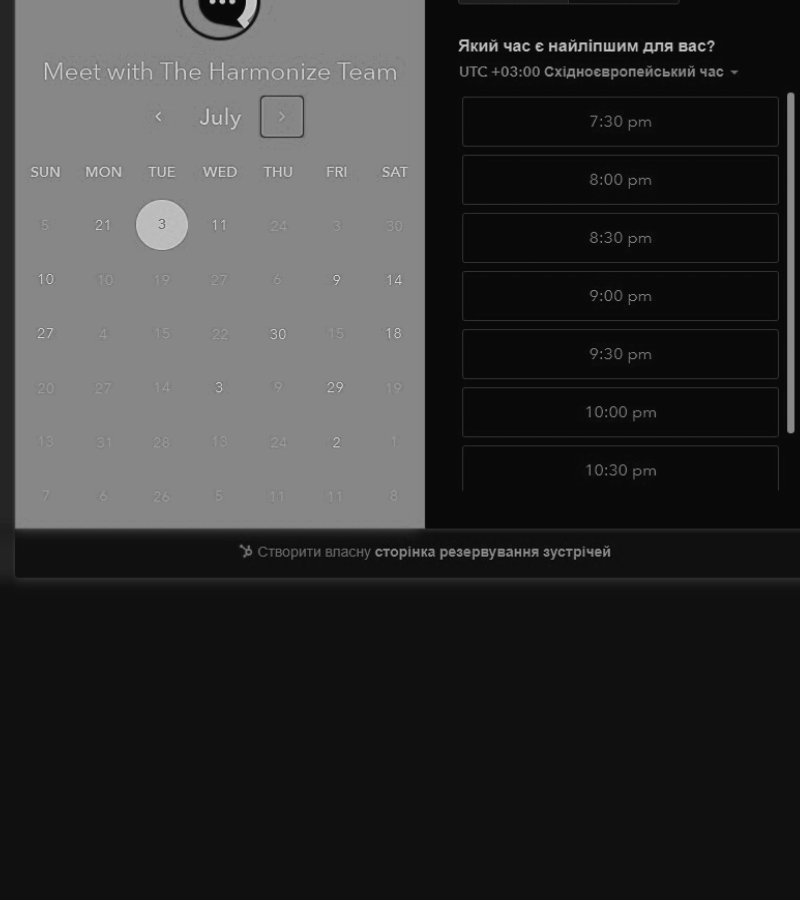 Meet with The Harmonize Team
July
SUN MON TUE WED THU FRI SAT
5 21 3 11 24 3 30
10 10 19 27 6 9 14
27 4 15 22 30 15 18
20 27 14 3 9 29 19
13 31 28 13 24 2 1
7 6 26 5 11 11 8
Який час є найліпшим для вас?
UTC +03:00 Східноєвропейський час
7:30 pm
8:00 pm
8:30 pm
9:00 pm
9:30 pm
10:00 pm
10:30 pm
Створити власну сторінка резервування зустрічей